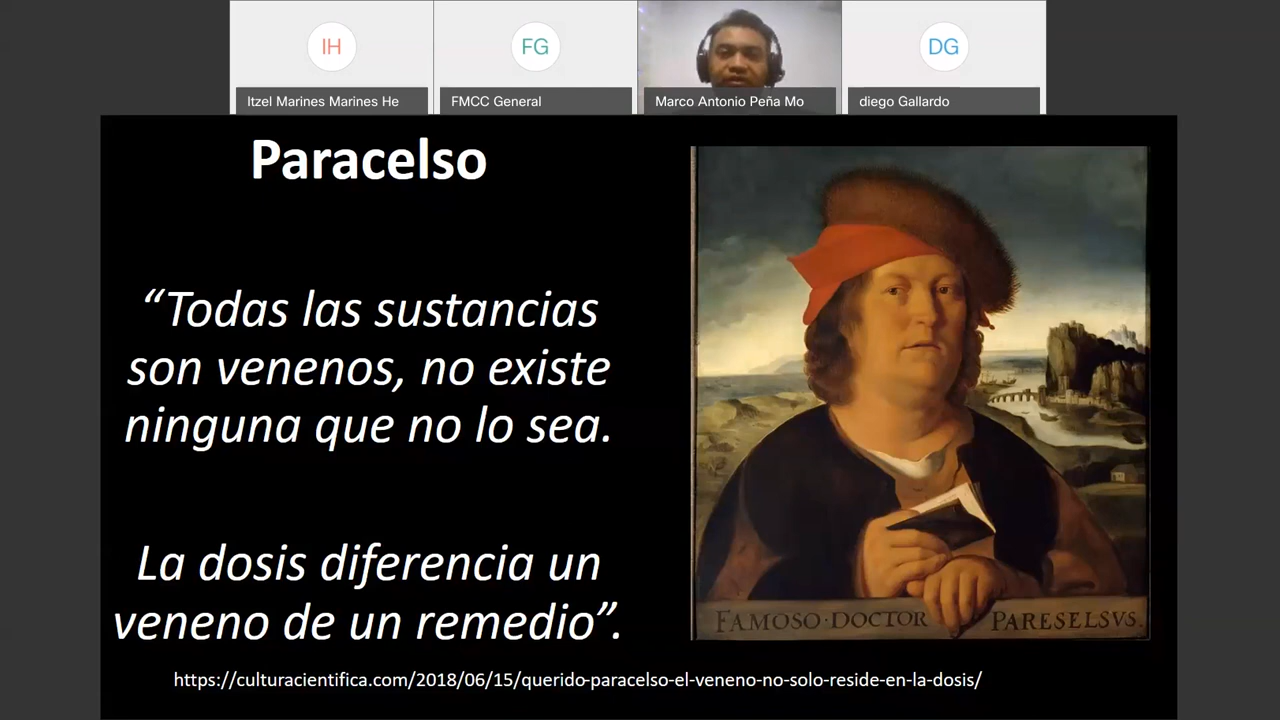 IH
FG
DG
Itzel Marines Marines He
FMCC General
Marco Antonio Peña Mo
diego Gallardo
Paracelso
“Todas las sustancias
son venenos, no existe
ninguna que no lo sea.
La dosis diferencia un
veneno de un remedio”.
FAMOSO·DOCTOR PARESELSVS.
https://culturacientifica.com/2018/06/15/querido-paracelso-el-veneno-no-solo-reside-en-la-dosis/